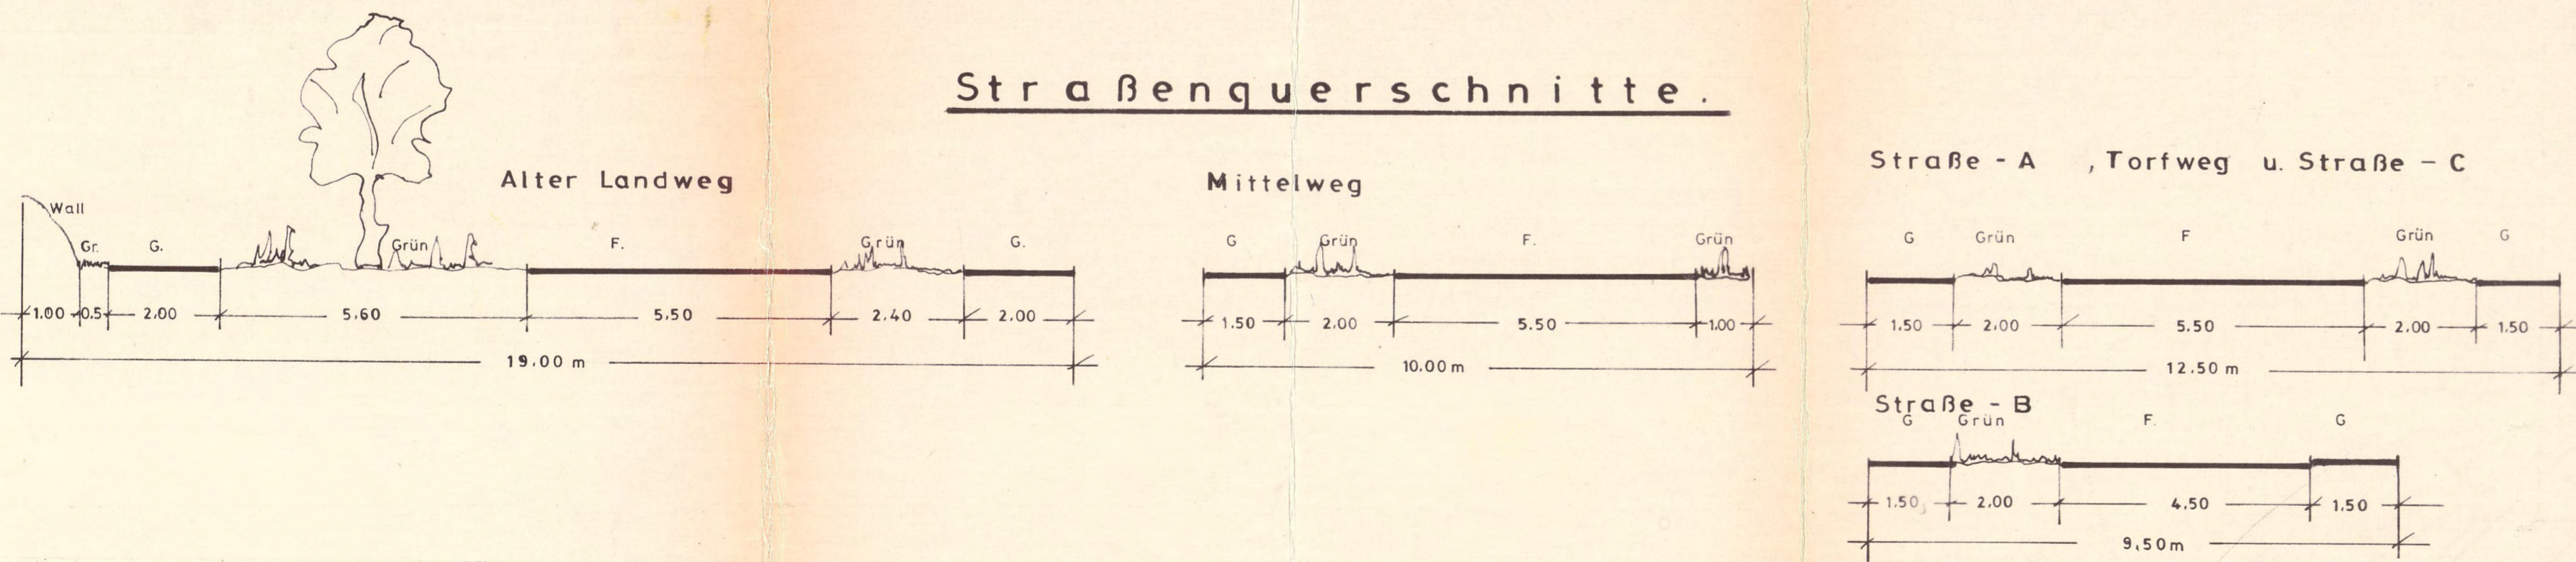 Straßenquerschnitte.
Alter Landweg
Wall
Gr. G. Grün F. Grün G.
1.00 0.5 2.00 5.60 5.50 2.40 2.00
19.00 m
Mittelweg
G Grün F. Grün
1.50 2.00 5.50 1.00
10.00 m
Straße - A , Torfweg u. Straße - C
G Grün F Grün G
1.50 2.00 5.50 2.00 1.50
12.50 m
Straße - B
G Grün F. G
1.50 2.00 4.50 1.50
9,50 m